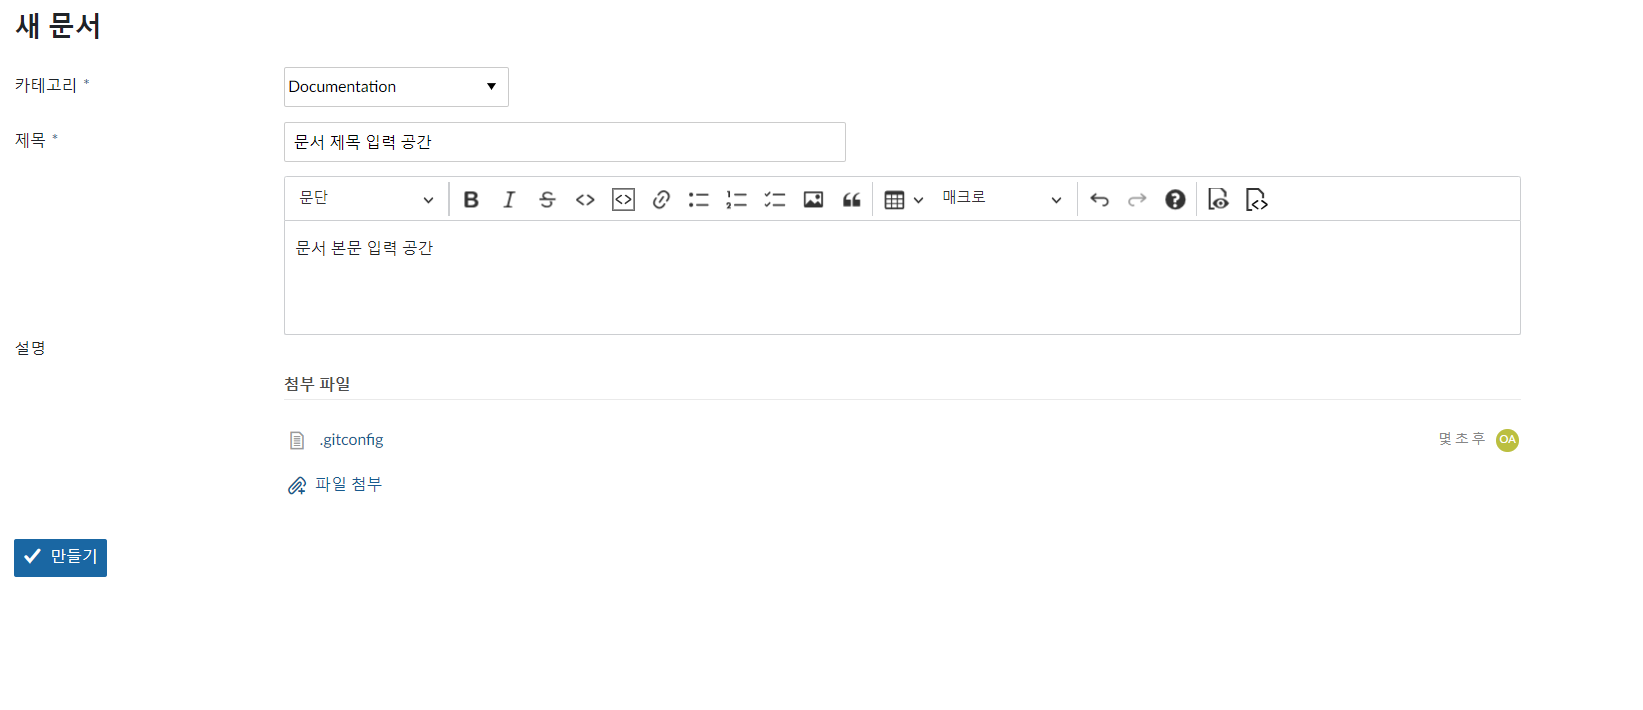 새 문서
카테고리 *
Documentation
제목 *
문서 제목 입력 공간
문단 매크로
문서 본문 입력 공간
설명
첨부 파일
.gitconfig 몇 초 후 OA
파일 첨부
만들기